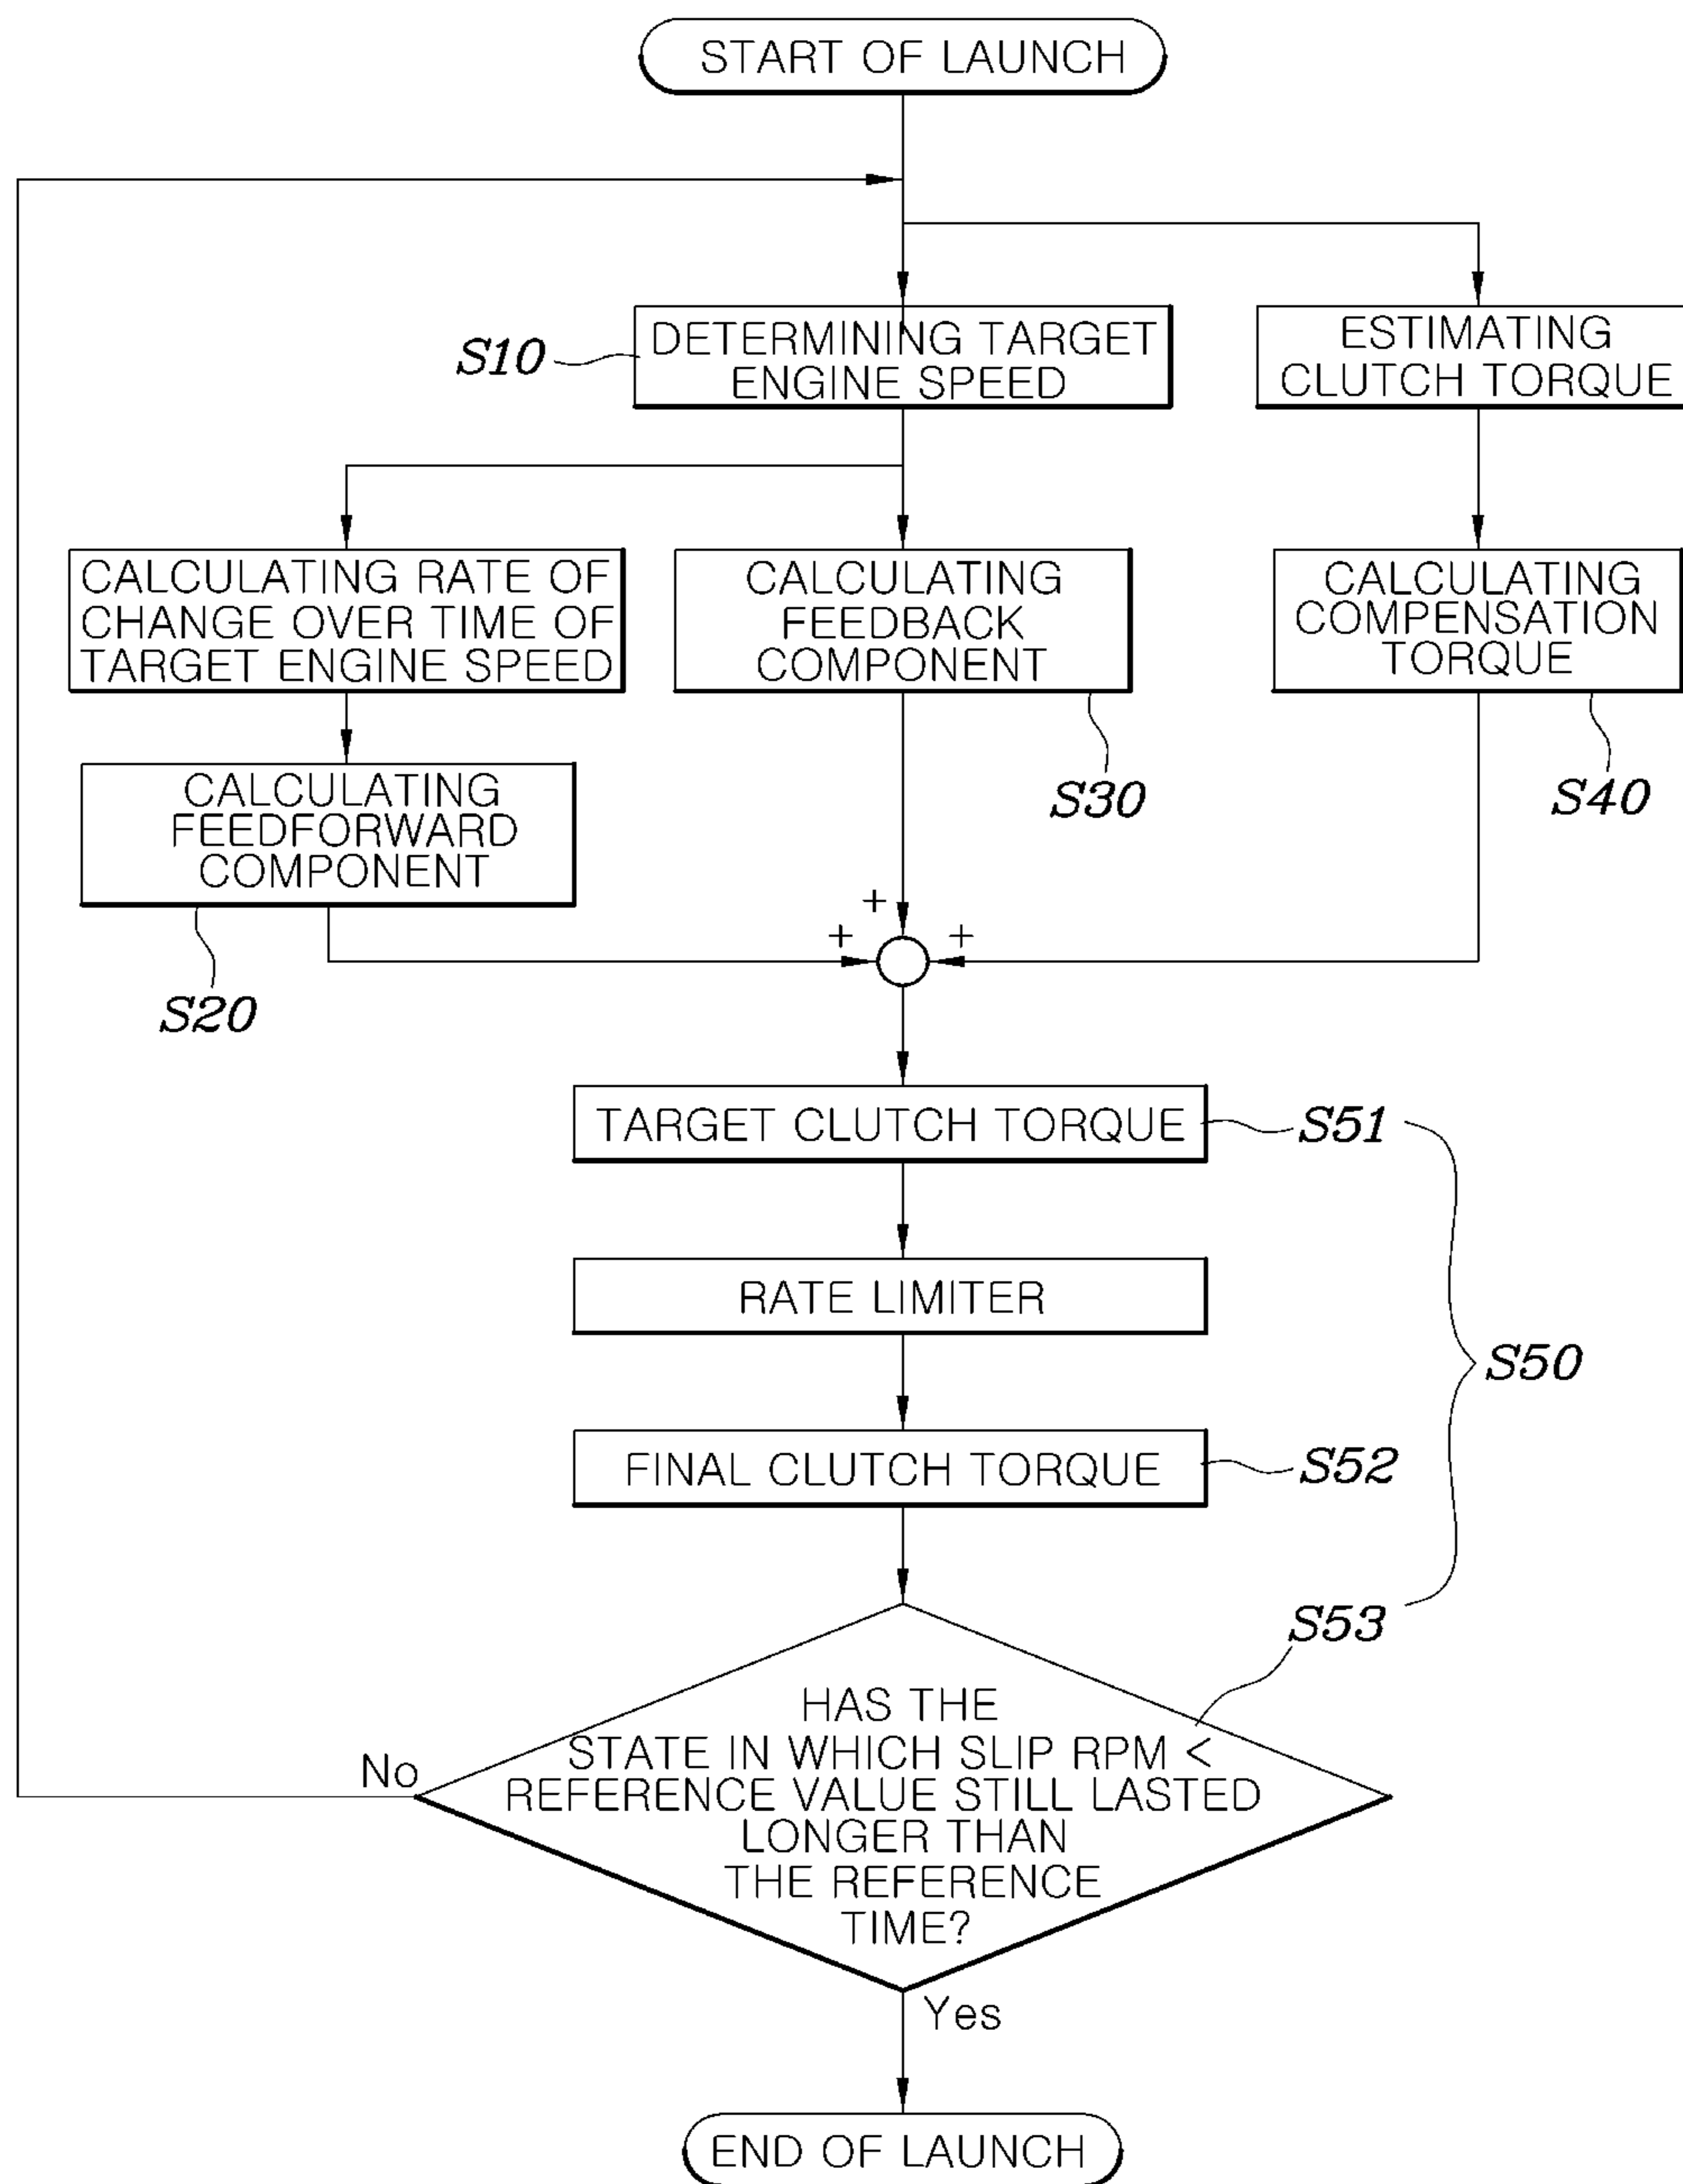 START OF LAUNCH
S10
DETERMINING TARGET
ENGINE SPEED
ESTIMATING
CLUTCH TORQUE
CALCULATING RATE OF
CHANGE OVER TIME OF
TARGET ENGINE SPEED
CALCULATING
FEEDBACK
COMPONENT
CALCULATING
COMPENSATION
TORQUE
S30
S40
CALCULATING
FEEDFORWARD
COMPONENT
+
+
+
S20
TARGET CLUTCH TORQUE
S51
RATE LIMITER
S50
FINAL CLUTCH TORQUE
S52
S53
HAS THE
STATE IN WHICH SLIP RPM <
REFERENCE VALUE STILL LASTED
LONGER THAN
THE REFERENCE
TIME?
No
Yes
END OF LAUNCH